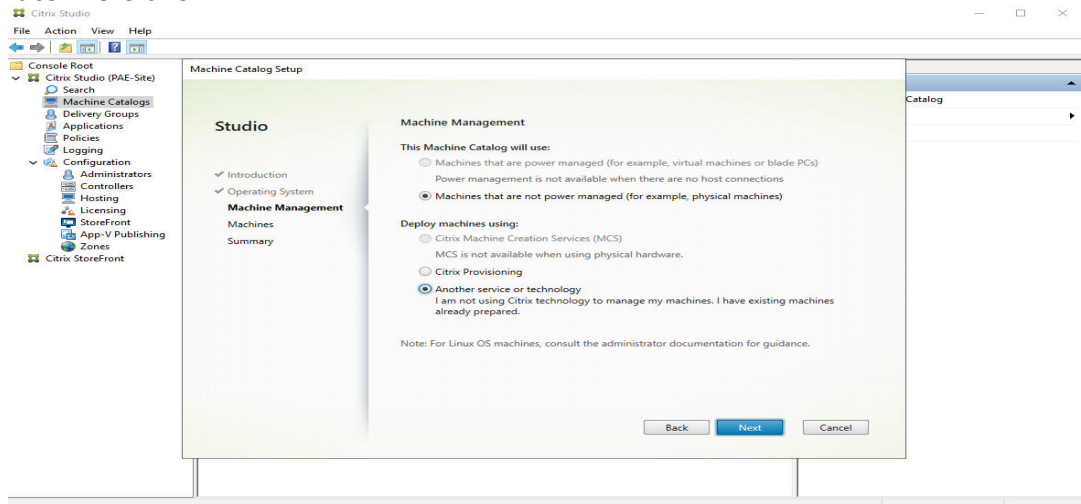 Citrix Studio
File Action View Help
Console Root
Citrix Studio (PAE-Site)
Search
Machine Catalogs
Delivery Groups
Applications
Policies
Logging
Configuration
Administrators
Controllers
Hosting
Licensing
StoreFront
App-V Publishing
Zones
Citrix StoreFront
Machine Catalog Setup
Studio
Introduction
Operating System
Machine Management
Machines
Summary
Machine Management
This Machine Catalog will use:
Machines that are power managed (for example, virtual machines or blade PCs)
Power management is not available when there are no host connections
Machines that are not power managed (for example, physical machines)
Deploy machines using:
Citrix Machine Creation Services (MCS)
MCS is not available when using physical hardware.
Citrix Provisioning
Another service or technology
I am not using Citrix technology to manage my machines. I have existing machines
already prepared.
Note: For Linux OS machines, consult the administrator documentation for guidance.
Back Next Cancel
Catalog